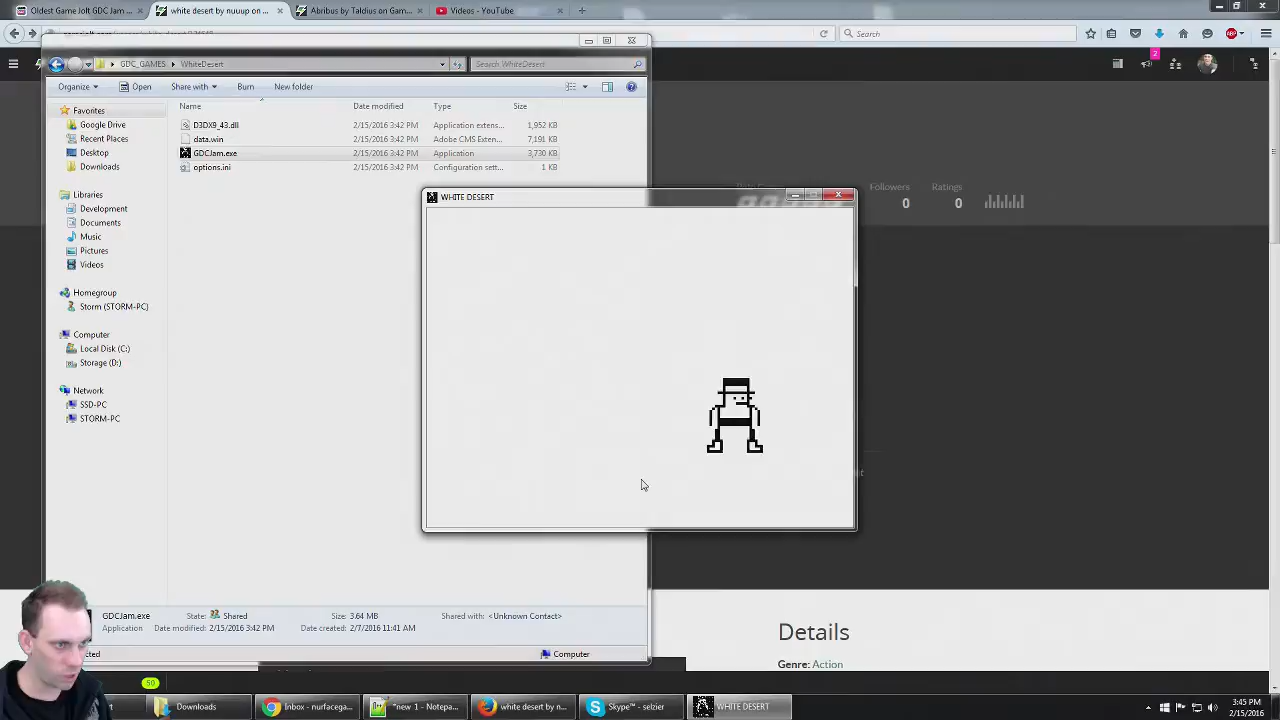 Oldest Game Jolt GDC Jam ...
white desert by nuuup on ...
Abribus by Taldius on Gam...
Videos - YouTube
Search
GDC_GAMES
WhiteDesert
Search WhiteDesert
Organize
Open
Share with
Burn
New folder
Name
Date modified
Type
Size
Favorites
Google Drive
Recent Places
Desktop
Downloads
Libraries
Development
Documents
Music
Pictures
Videos
Homegroup
Storm (STORM-PC)
Computer
Local Disk (C:)
Storage (D:)
Network
SSD-PC
STORM-PC
D3DX9_43.dll 2/15/2016 3:42 PM Application extens... 1,952 KB
data.win 2/15/2016 3:42 PM Adobe CMS Exten... 7,191 KB
GDCJam.exe 2/15/2016 3:42 PM Application 3,730 KB
options.ini 2/15/2016 3:42 PM Configuration sett... 1 KB
WHITE DESERT
Followers
0
Ratings
0
2
GDCJam.exe State: Shared Size: 3.64 MB Shared with: <Unknown Contact>
Application Date modified: 2/15/2016 3:42 PM Date created: 2/7/2016 11:41 AM
Computer
Details
Genre: Action
50
Downloads
Inbox - nurfacega...
*new 1 - Notepa...
white desert by n...
Skype™ - selzier
WHITE DESERT
3:45 PM
2/15/2016